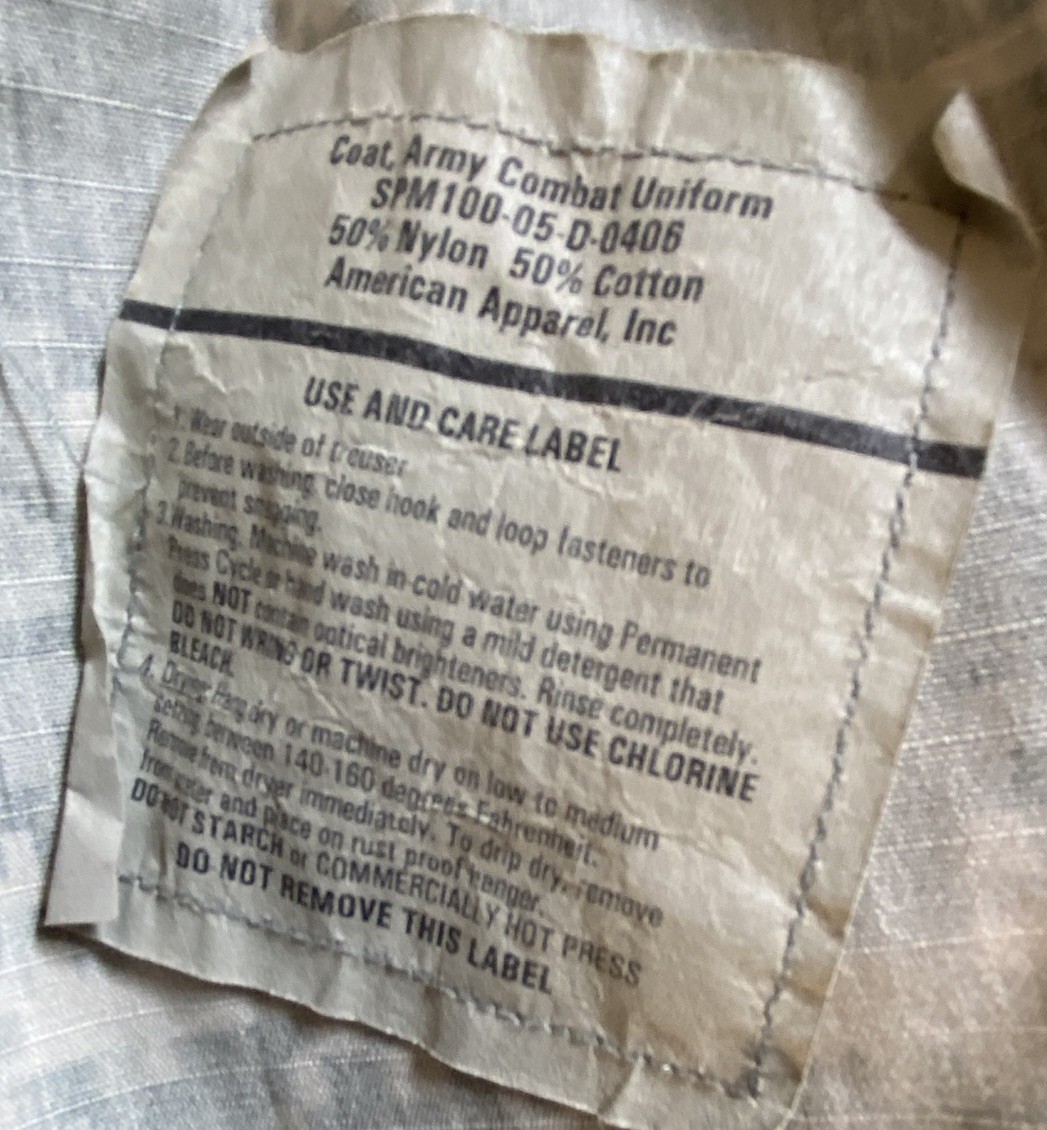 Coat, Army Combat Uniform
SPM100-05-D-0406
50% Nylon 50% Cotton
American Apparel, Inc
USE AND CARE LABEL
1. Wear outside of trouser
2. Before washing, close hook and loop fasteners to
prevent snagging.
3. Washing. Machine wash in cold water using Permanent
Press Cycle or hand wash using a mild detergent that
does NOT contain optical brighteners. Rinse completely.
DO NOT WRING OR TWIST. DO NOT USE CHLORINE
BLEACH.
4. Drying. Hang dry or machine dry on low to medium
setting between 140-160 degrees Fahrenheit.
Remove from dryer immediately. To drip dry, remove
from water and place on rust proof hanger.
DO NOT STARCH or COMMERCIALLY HOT PRESS
DO NOT REMOVE THIS LABEL